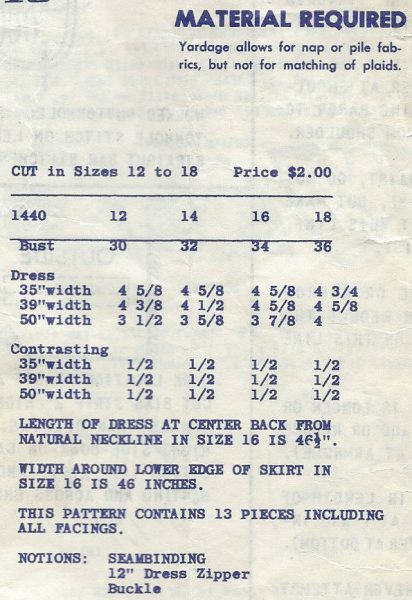 MATERIAL REQUIRED
Yardage allows for nap or pile fab-
rics, but not for matching of plaids.
CUT in Sizes 12 to 18 Price $2.00
1440 12 14 16 18
Bust 30 32 34 36
Dress
35"width 4 5/8 4 5/8 4 5/8 4 3/4
39"width 4 3/8 4 1/2 4 5/8 4 5/8
50"width 3 1/2 3 5/8 3 7/8 4
Contrasting
35"width 1/2 1/2 1/2 1/2
39"width 1/2 1/2 1/2 1/2
50"width 1/2 1/2 1/2 1/2
LENGTH OF DRESS AT CENTER BACK FROM
NATURAL NECKLINE IN SIZE 16 IS 46½".
WIDTH AROUND LOWER EDGE OF SKIRT IN
SIZE 16 IS 46 INCHES.
THIS PATTERN CONTAINS 13 PIECES INCLUDING
ALL FACINGS.
NOTIONS: SEAMBINDING
12" Dress Zipper
Buckle